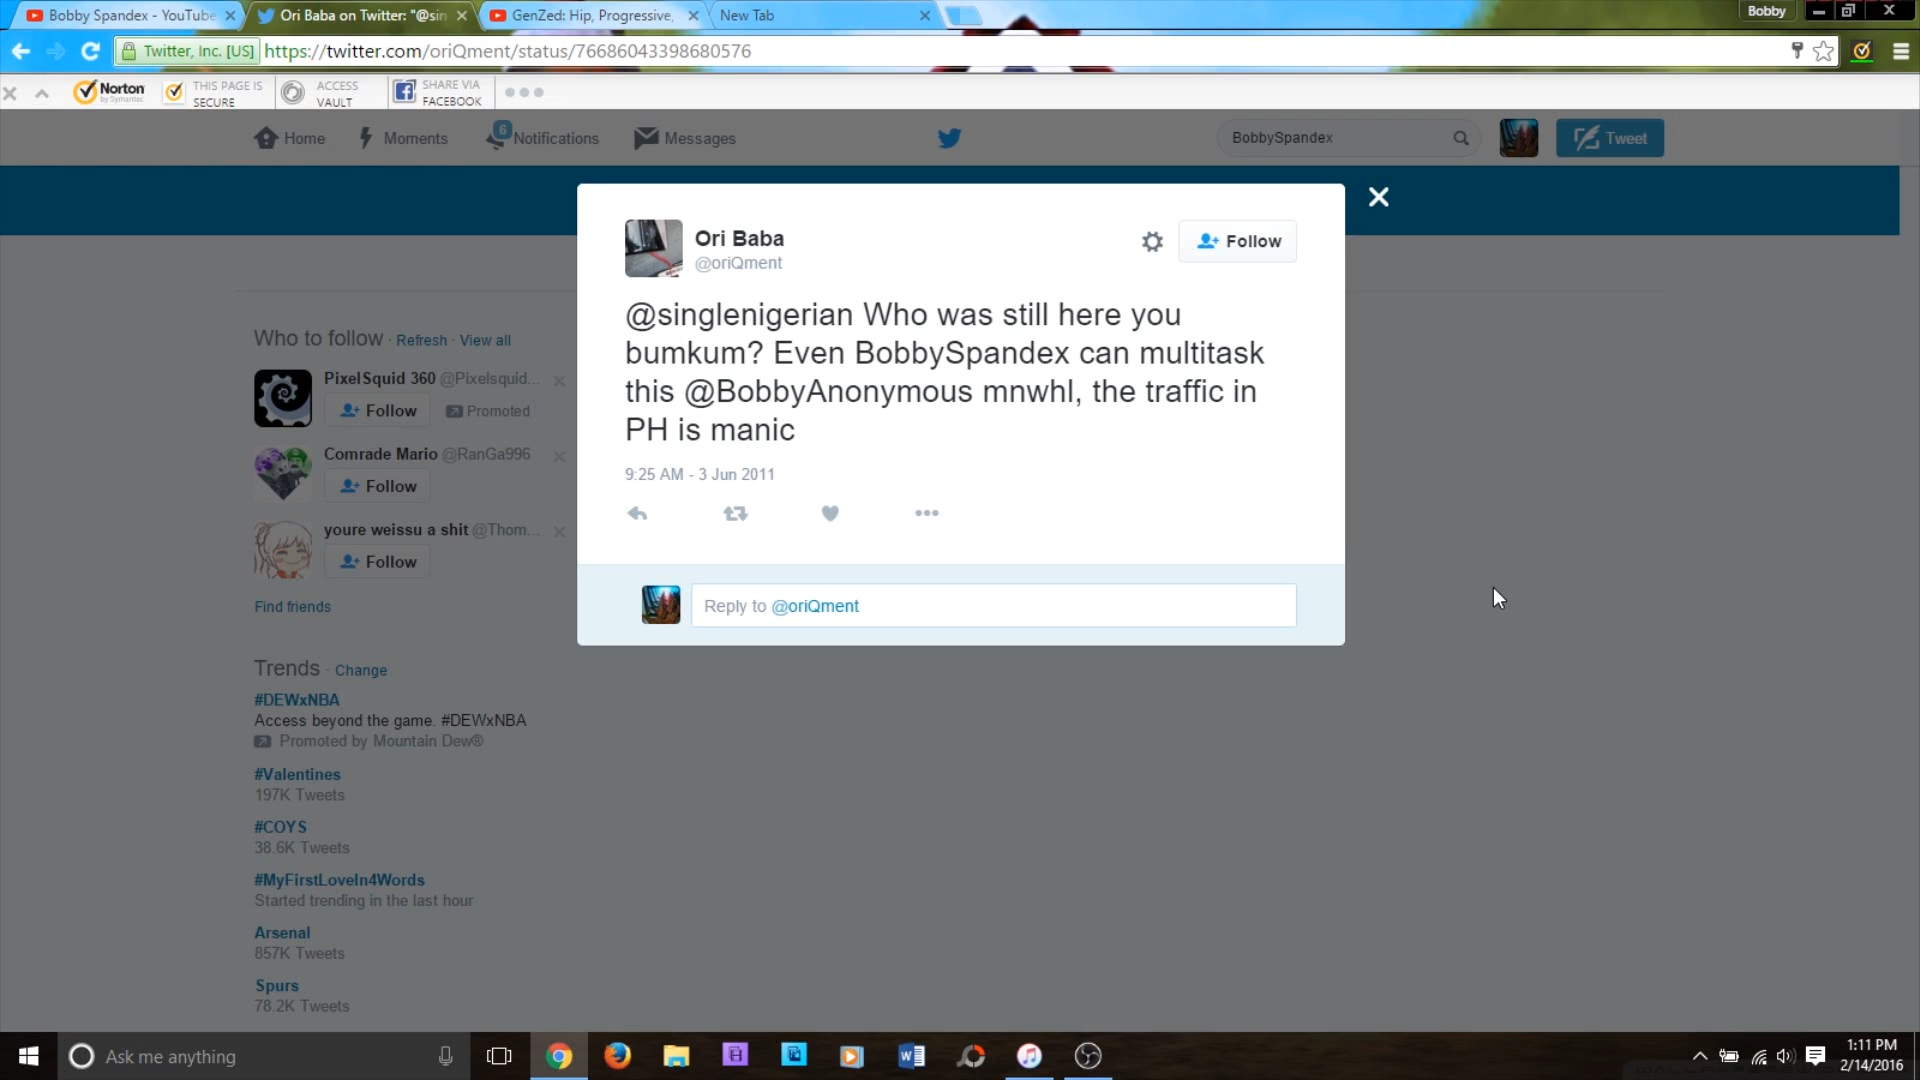 Bobby Spandex - YouTube
Ori Baba on Twitter: "@sin
GenZed: Hip, Progressive,
New Tab
Bobby
Twitter, Inc. [US]
https://twitter.com/oriQment/status/76686043398680576
Norton
by Symantec
THIS PAGE IS
SECURE
ACCESS
VAULT
SHARE VIA
FACEBOOK
Home
Moments
6
Notifications
Messages
BobbySpandex
Tweet
Ori Baba
@oriQment
Follow
@singlenigerian Who was still here you
bumkum? Even BobbySpandex can multitask
this @BobbyAnonymous mnwhl, the traffic in
PH is manic
9:25 AM - 3 Jun 2011
Reply to @oriQment
Who to follow · Refresh · View all
PixelSquid 360 @Pixelsquid...
Follow
Promoted
Comrade Mario @RanGa996
Follow
youre weissu a shit @Thom...
Follow
Find friends
Trends · Change
#DEWxNBA
Access beyond the game. #DEWxNBA
Promoted by Mountain Dew®
#Valentines
197K Tweets
#COYS
38.6K Tweets
#MyFirstLoveIn4Words
Started trending in the last hour
Arsenal
857K Tweets
Spurs
78.2K Tweets
Ask me anything
1:11 PM
2/14/2016